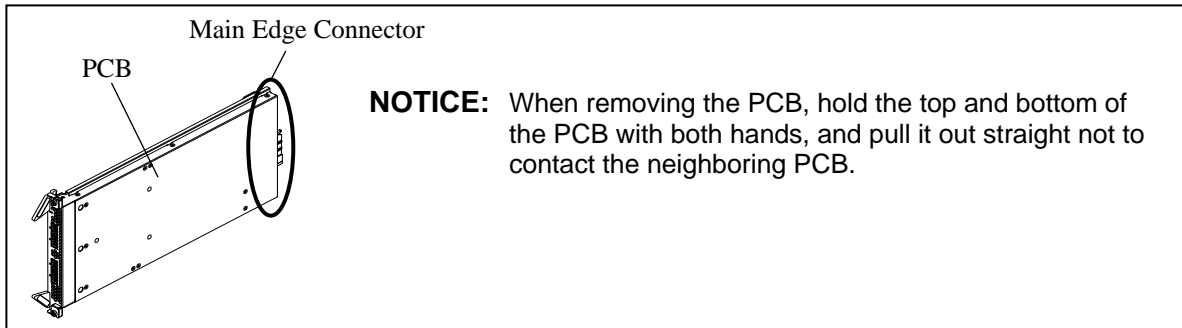 Main Edge Connector
PCB
NOTICE: When removing the PCB, hold the top and bottom of
the PCB with both hands, and pull it out straight not to
contact the neighboring PCB.